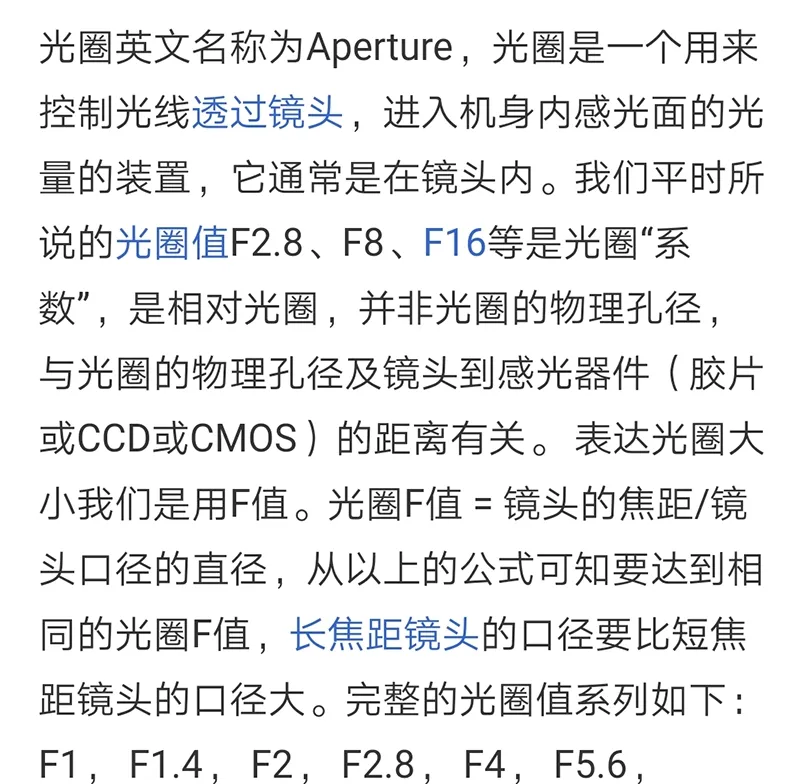 光圈英文名称为Aperture，光圈是一个用来
控制光线透过镜头，进入机身内感光面的光
量的装置，它通常是在镜头内。我们平时所
说的光圈值F2.8、F8、F16等是光圈“系
数”，是相对光圈，并非光圈的物理孔径，
与光圈的物理孔径及镜头到感光器件（胶片
或CCD或CMOS）的距离有关。表达光圈大
小我们是用F值。光圈F值 = 镜头的焦距/镜
头口径的直径，从以上的公式可知要达到相
同的光圈F值，长焦距镜头的口径要比短焦
距镜头的口径大。完整的光圈值系列如下：
F1， F1.4， F2， F2.8， F4， F5.6，